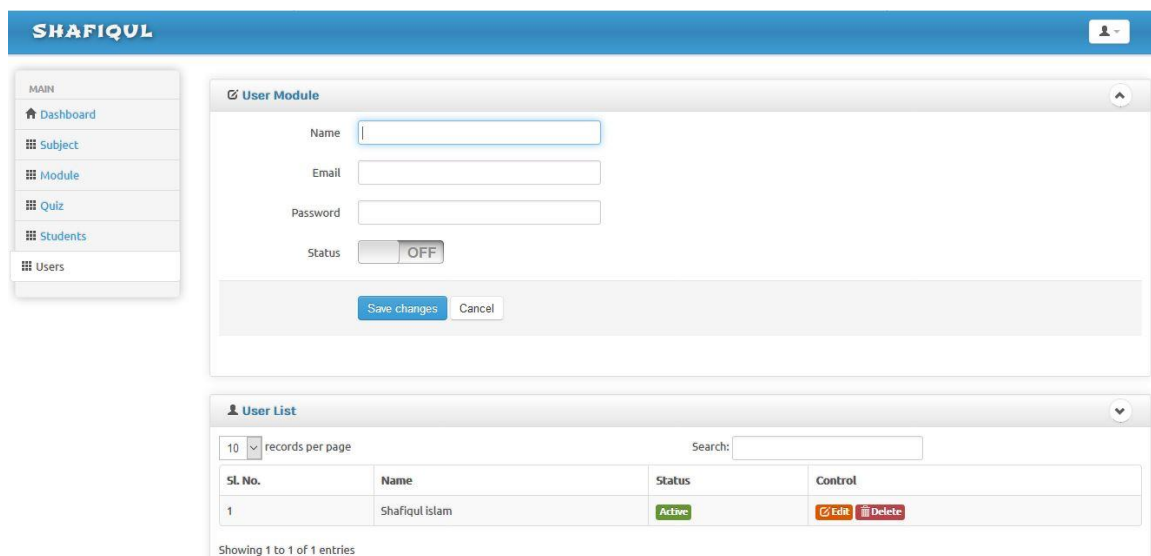 SHAFIQUL
MAIN
Dashboard
Subject
Module
Quiz
Students
Users
User Module
Name
Email
Password
Status OFF
Save changes Cancel
User List
10 records per page Search:
Sl. No. Name Status Control
1 Shafiqul islam Active Edit Delete
Showing 1 to 1 of 1 entries